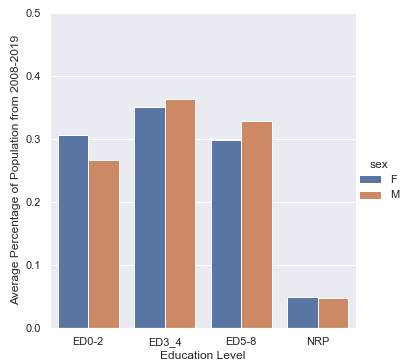 0.5
0.4
0.3
0.2
0.1
0.0
Average Percentage of Population from 2008-2019
ED0-2 ED3_4 ED5-8 NRP
Education Level
sex
F
M